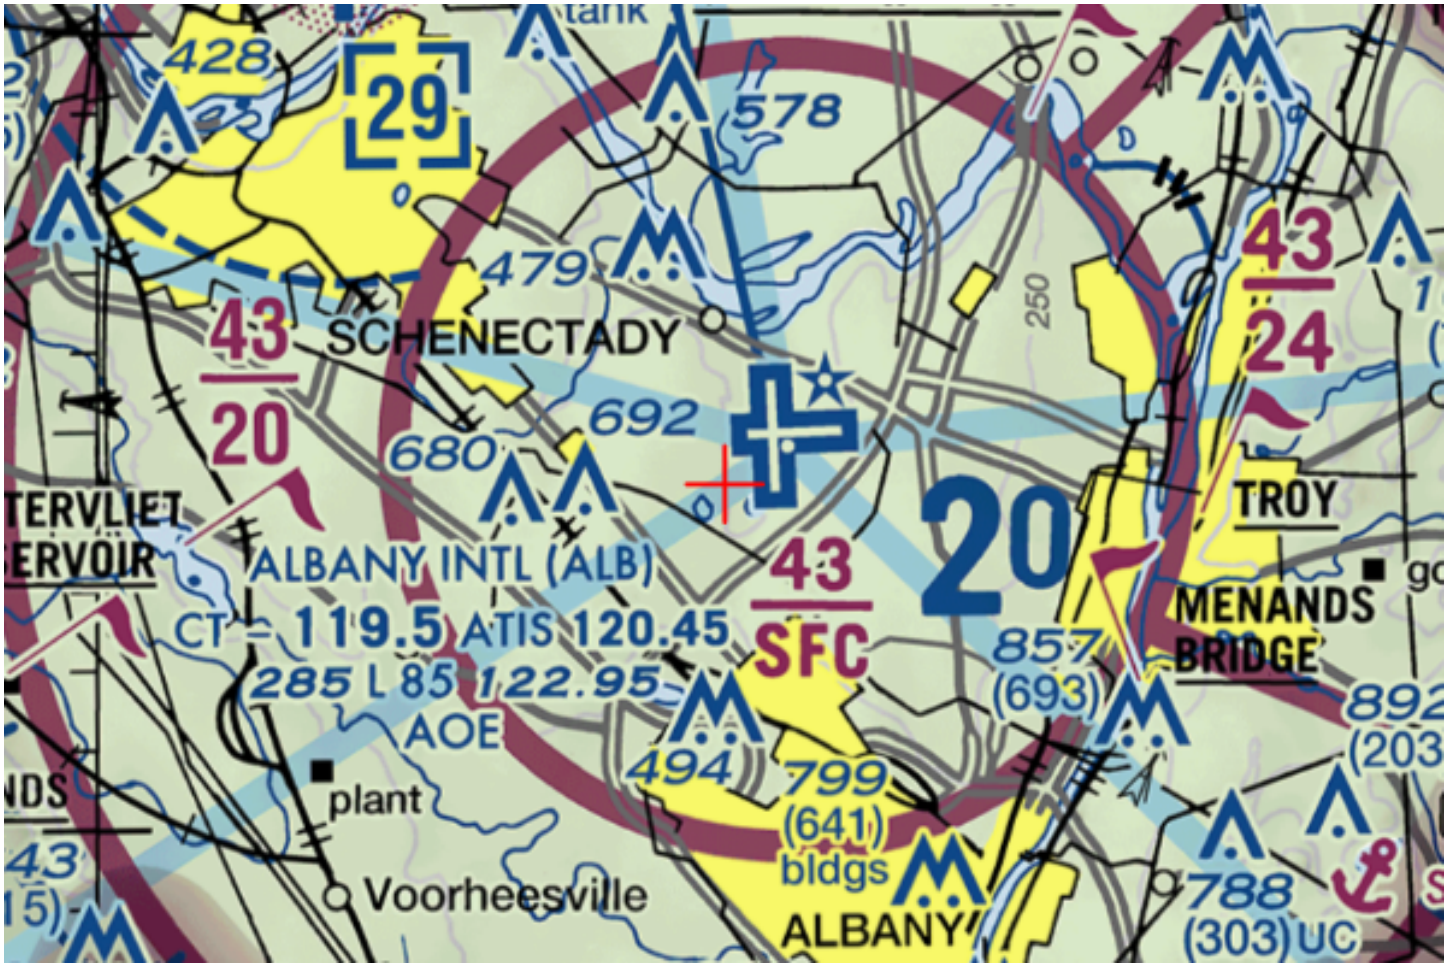 tank
428
29
578
479
43
20
SCHENECTADY
250
43
24
692
680
TERVLIET
ERVOIR
TROY
ALBANY INTL (ALB)
CT - 119.5 ATIS 120.45
285 L 85 122.95
AOE
43
SFC
20
MENANDS
BRIDGE
857
(693)
892
(203
494
799
(641)
bldgs
plant
NDS
43
15)
Voorheesville
ALBANY
788
(303) UC